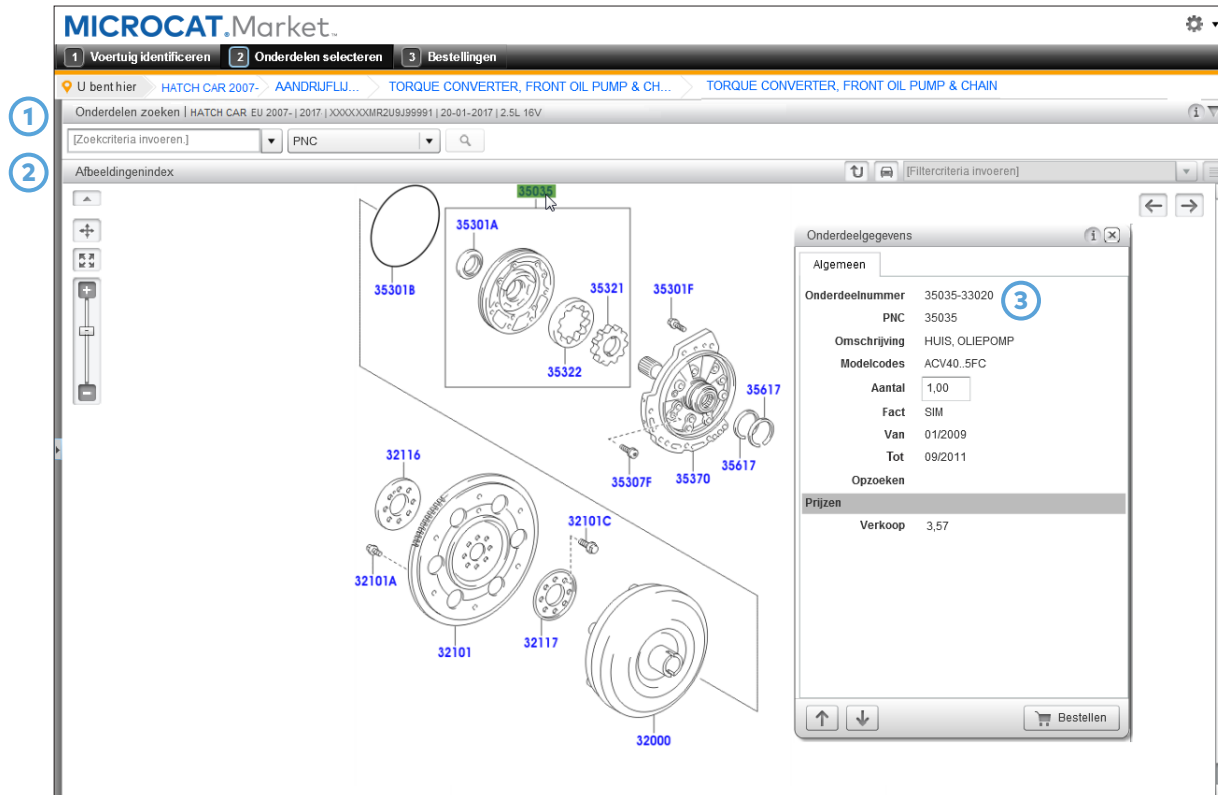 MICROCAT.Market™
1 Voertuig identificeren 2 Onderdelen selecteren 3 Bestellingen
U bent hier HATCH CAR 2007- AANDRIJFLIJ... TORQUE CONVERTER, FRONT OIL PUMP & CH... TORQUE CONVERTER, FRONT OIL PUMP & CHAIN
1 Onderdelen zoeken | HATCH CAR EU 2007- | 2017 | XXXXXXMR2U9J99991 | 20-01-2017 | 2.5L 16V
[Zoekcriteria invoeren.] PNC
2 Afbeeldingenindex [Filtercriteria invoeren]
35035
35301A
35301B
35321
35301F
35322
35617
35617
35307F
35370
32116
32101C
32101A
32117
32101
32000
Onderdeelgegevens
Algemeen
Onderdeelnummer 35035-33020 3
PNC 35035
Omschrijving HUIS, OLIEPOMP
Modelcodes ACV40..5FC
Aantal 1,00
Fact SIM
Van 01/2009
Tot 09/2011
Opzoeken
Prijzen
Verkoop 3,57
Bestellen